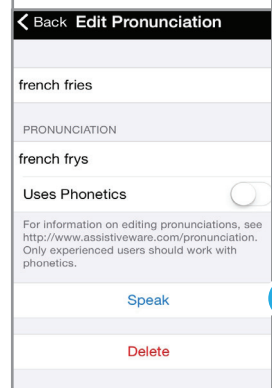 Back Edit Pronunciation
french fries
PRONUNCIATION
french frys
Uses Phonetics
For information on editing pronunciations, see
http://www.assistiveware.com/pronunciation.
Only experienced users should work with
phonetics.
Speak
Delete